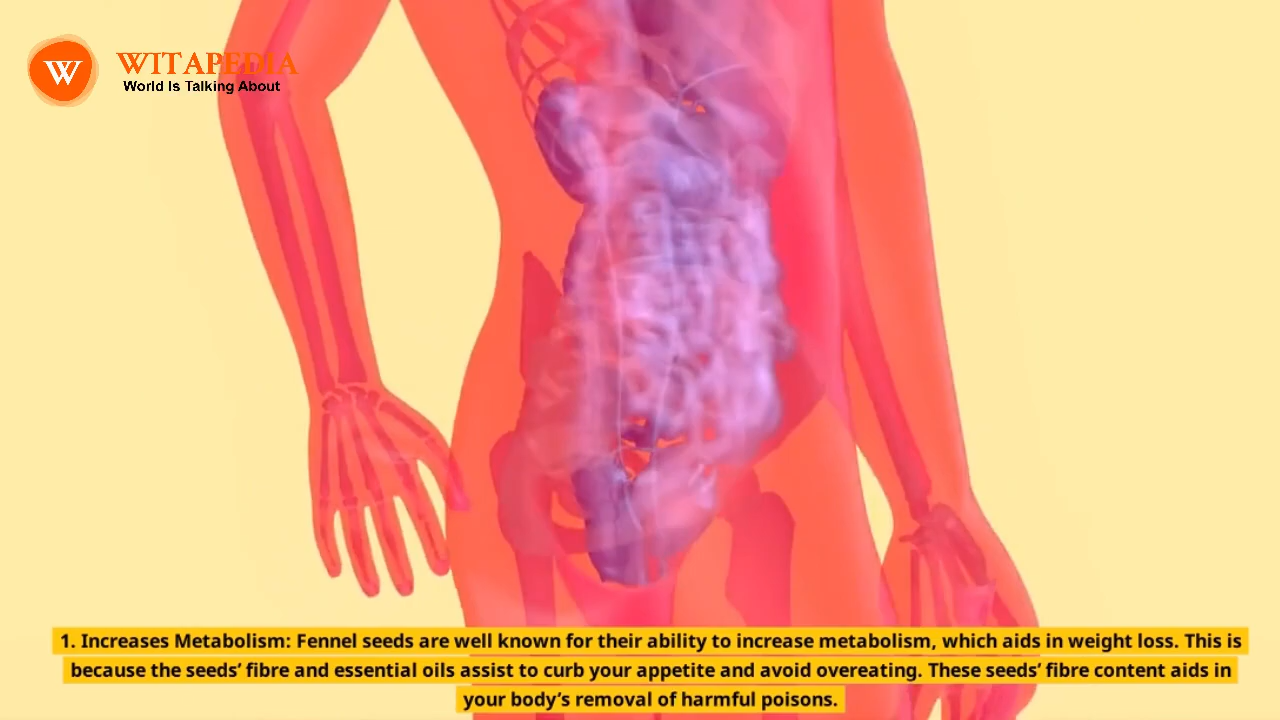 W
WITAPEDIA
World Is Talking About
1. Increases Metabolism: Fennel seeds are well known for their ability to increase metabolism, which aids in weight loss. This is
because the seeds’ fibre and essential oils assist to curb your appetite and avoid overeating. These seeds’ fibre content aids in
your body’s removal of harmful poisons.